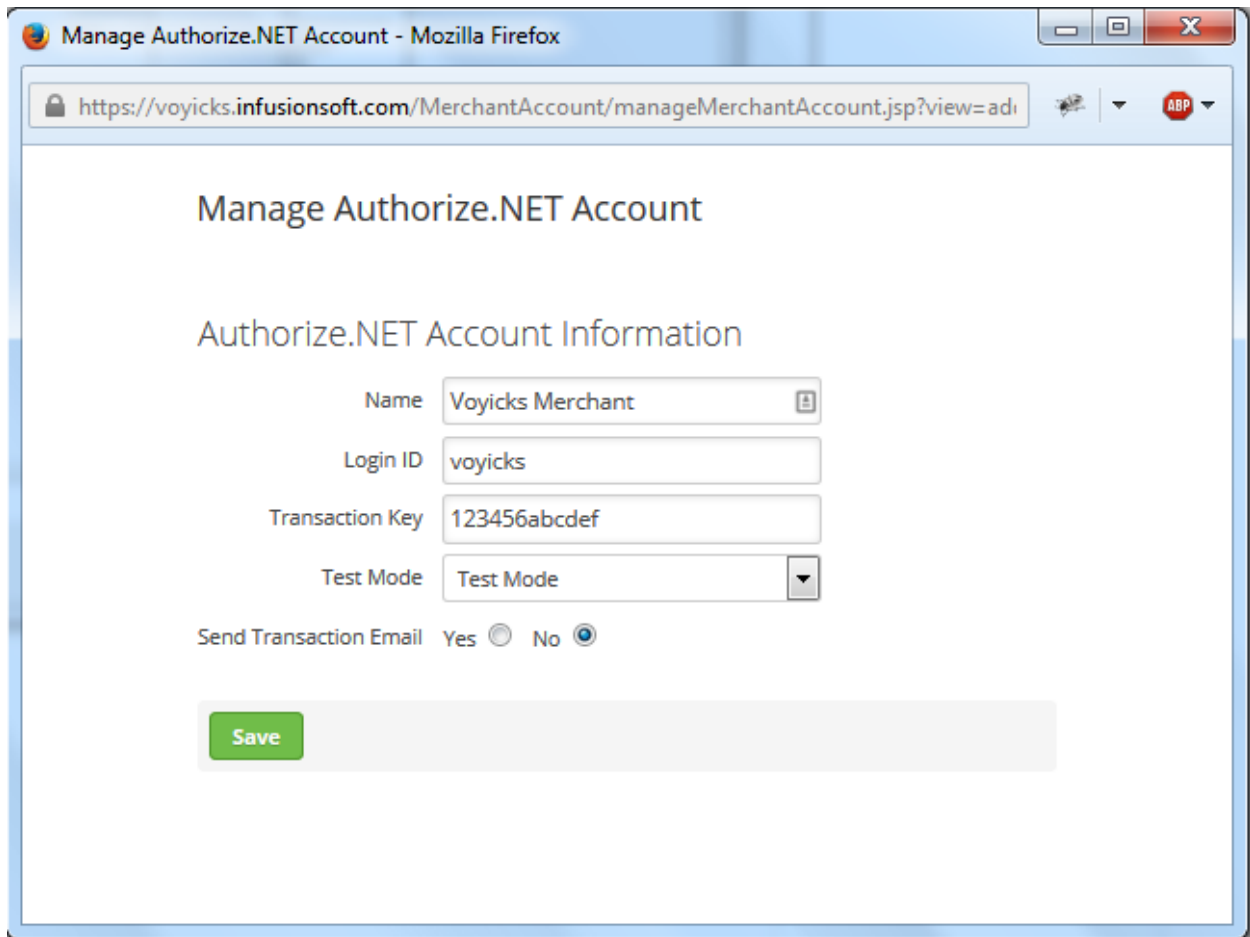 Manage Authorize.NET Account - Mozilla Firefox
https://voyicks.infusionsoft.com/MerchantAccount/manageMerchantAccount.jsp?view=ad
ABP
Manage Authorize.NET Account
Authorize.NET Account Information
Name Voyicks Merchant
Login ID voyicks
Transaction Key 123456abcdef
Test Mode Test Mode
Send Transaction Email Yes No
Save